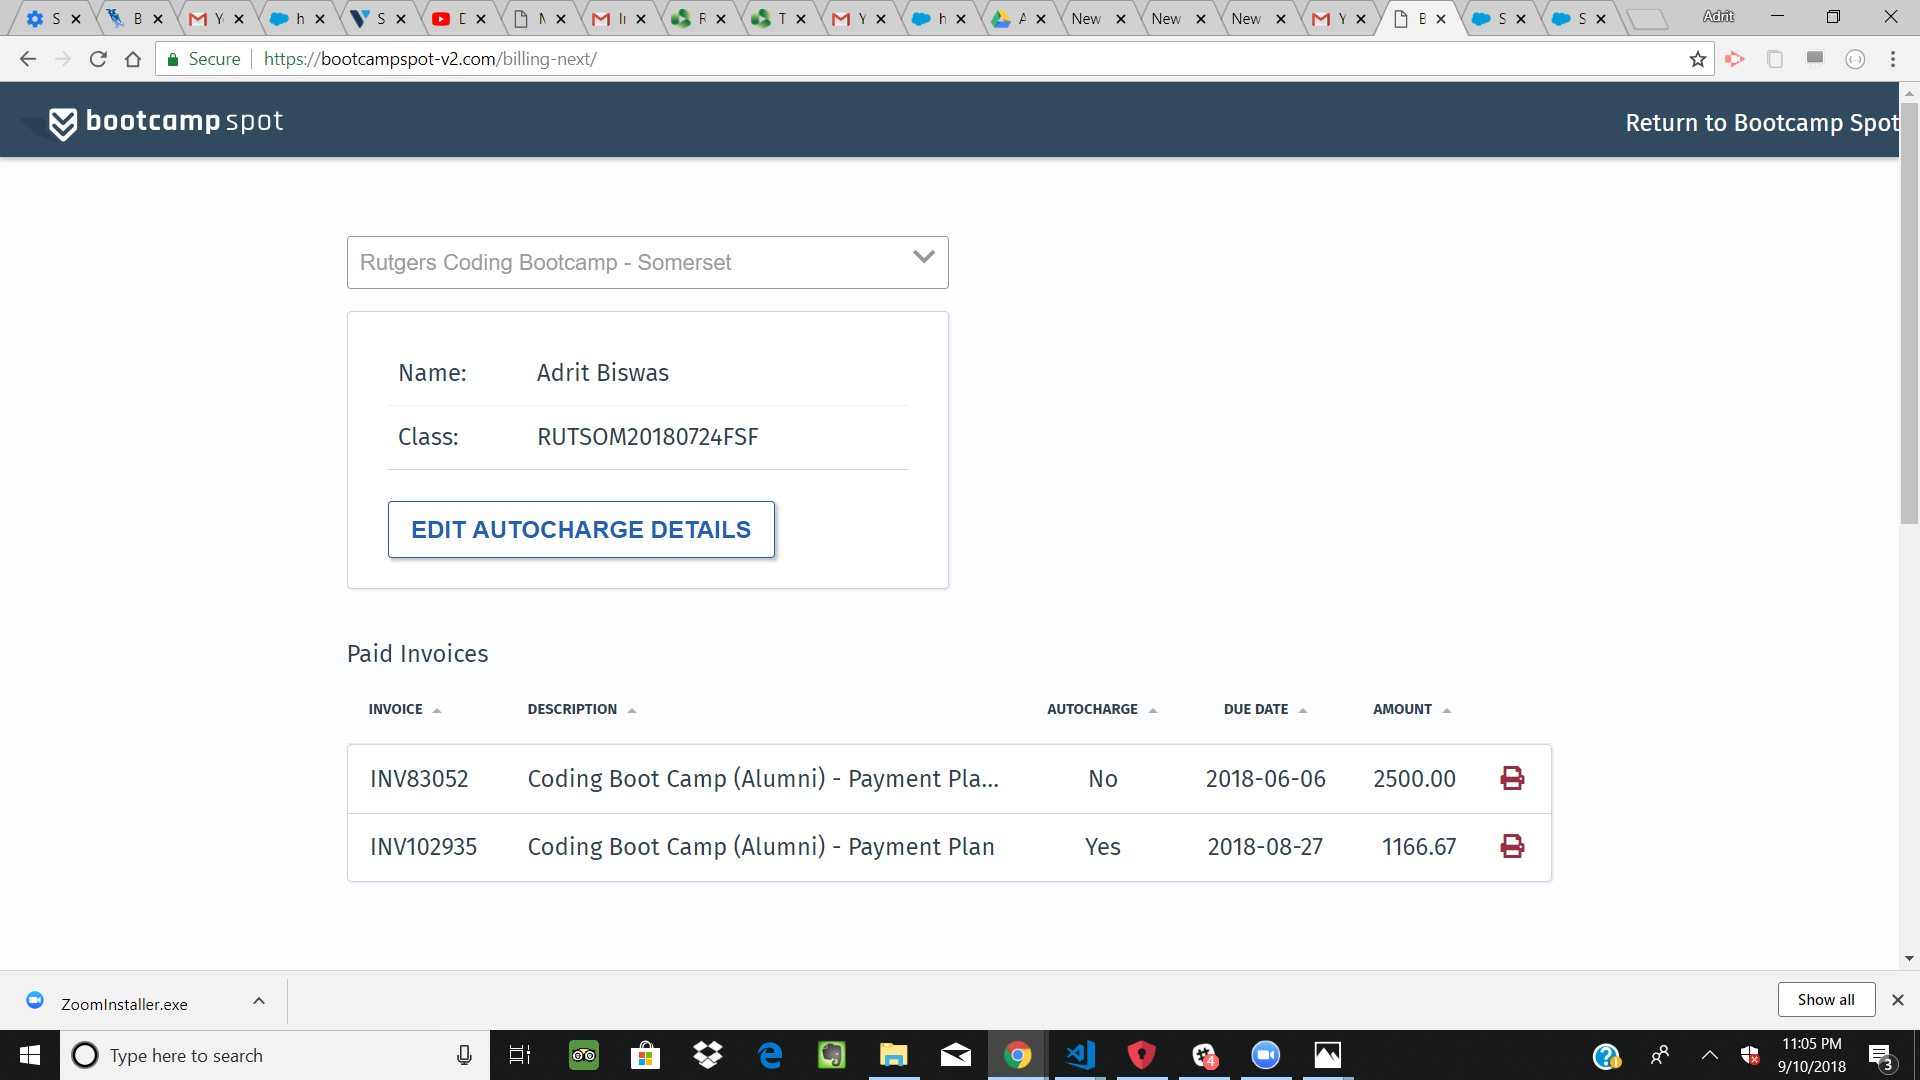 S B Y h S D N I R T Y h A New New New Y B S S Adrit
Secure https://bootcampspot-v2.com/billing-next/
bootcamp spot Return to Bootcamp Spot
Rutgers Coding Bootcamp - Somerset
Name: Adrit Biswas
Class: RUTSOM20180724FSF
EDIT AUTOCHARGE DETAILS
Paid Invoices
INVOICE DESCRIPTION AUTOCHARGE DUE DATE AMOUNT
INV83052 Coding Boot Camp (Alumni) - Payment Pla... No 2018-06-06 2500.00
INV102935 Coding Boot Camp (Alumni) - Payment Plan Yes 2018-08-27 1166.67
ZoomInstaller.exe Show all
Type here to search 4 11:05 PM
9/10/2018 3